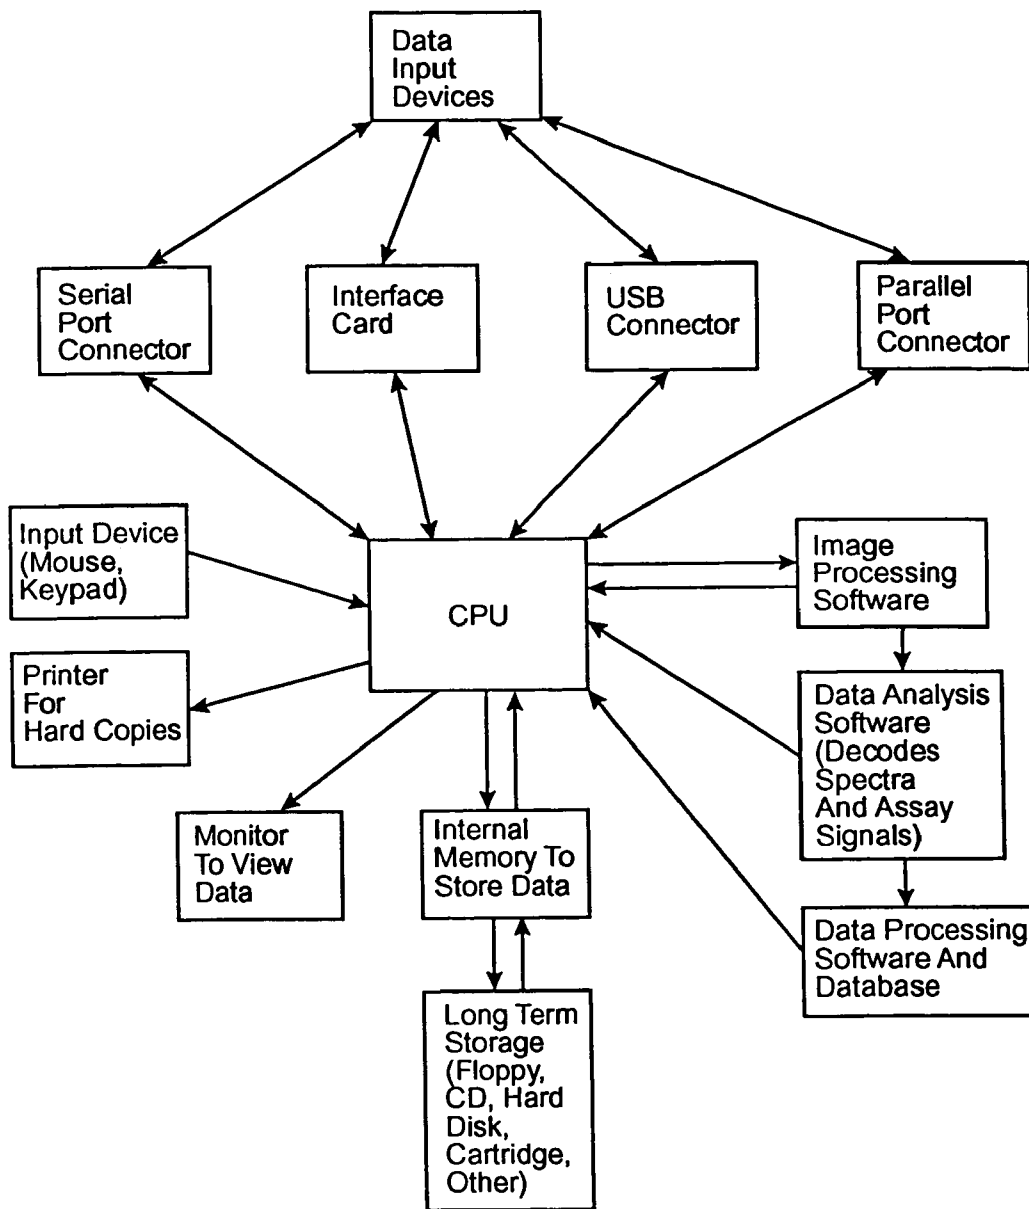 Data
Input
Devices
Serial
Port
Connector
Interface
Card
USB
Connector
Parallel
Port
Connector
Input Device
(Mouse,
Keypad)
CPU
Image
Processing
Software
Printer
For
Hard Copies
Data Analysis
Software
(Decodes
Spectra
And Assay
Signals)
Monitor
To View
Data
Internal
Memory To
Store Data
Data Processing
Software And
Database
Long Term
Storage
(Floppy,
CD, Hard
Disk,
Cartridge,
Other)